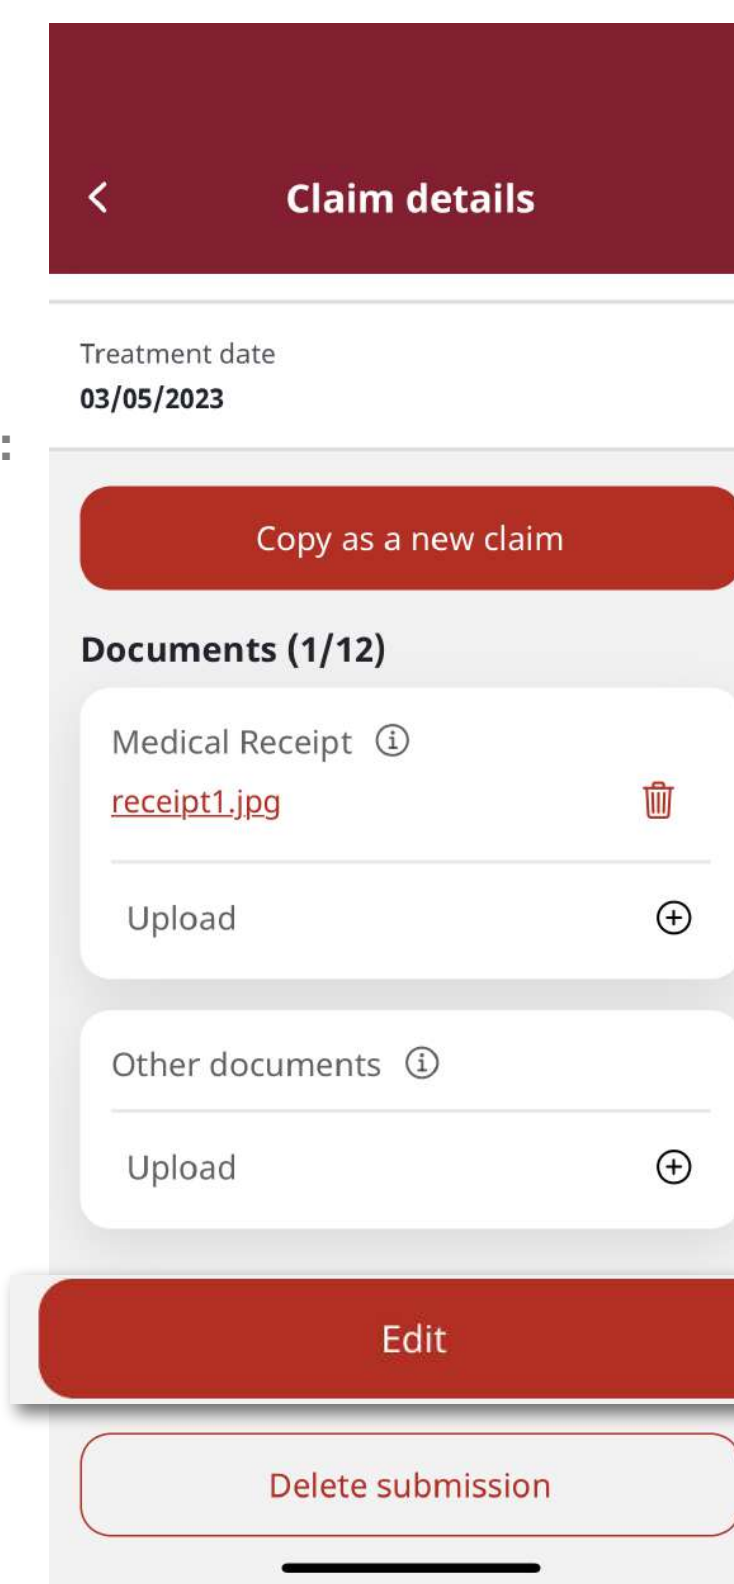 Claim details
Treatment date
03/05/2023
:
Copy as a new claim
Documents (1/12)
Medical Receipt
receipt1.jpg
Upload
Other documents
Upload
Edit
Delete submission